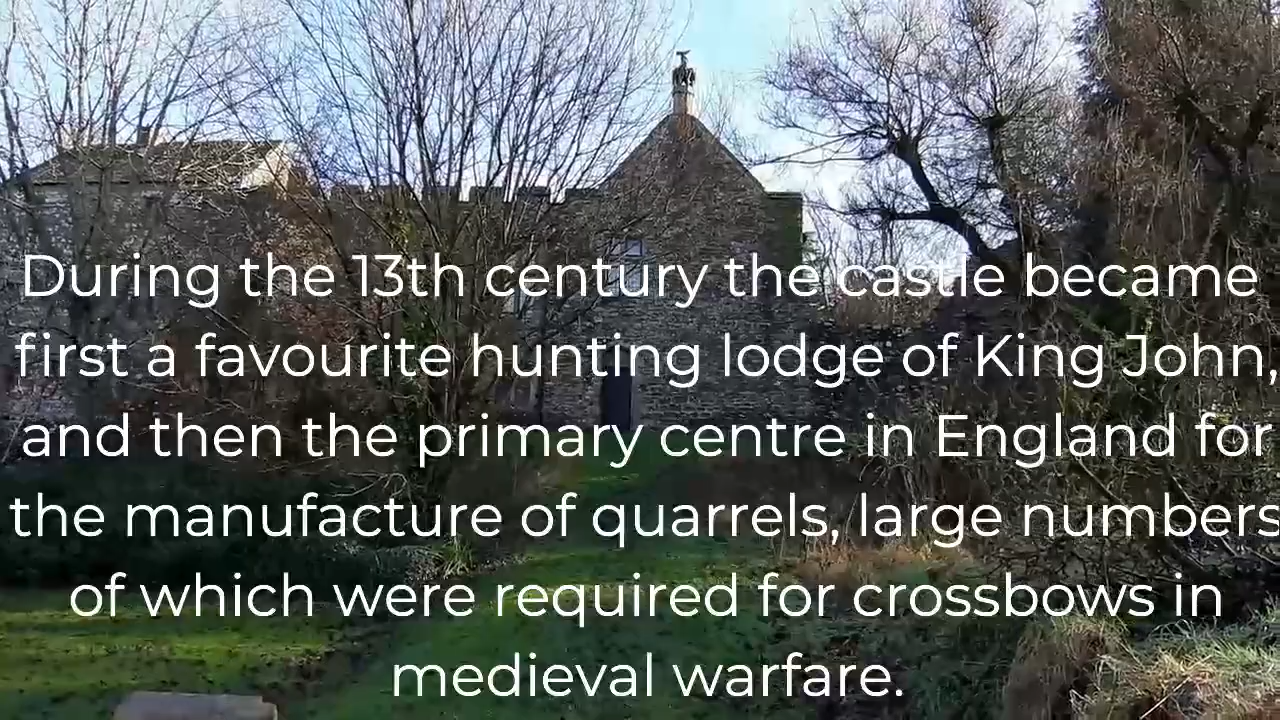 During the 13th century the castle became
first a favourite hunting lodge of King John,
and then the primary centre in England for
the manufacture of quarrels, large numbers
of which were required for crossbows in
medieval warfare.